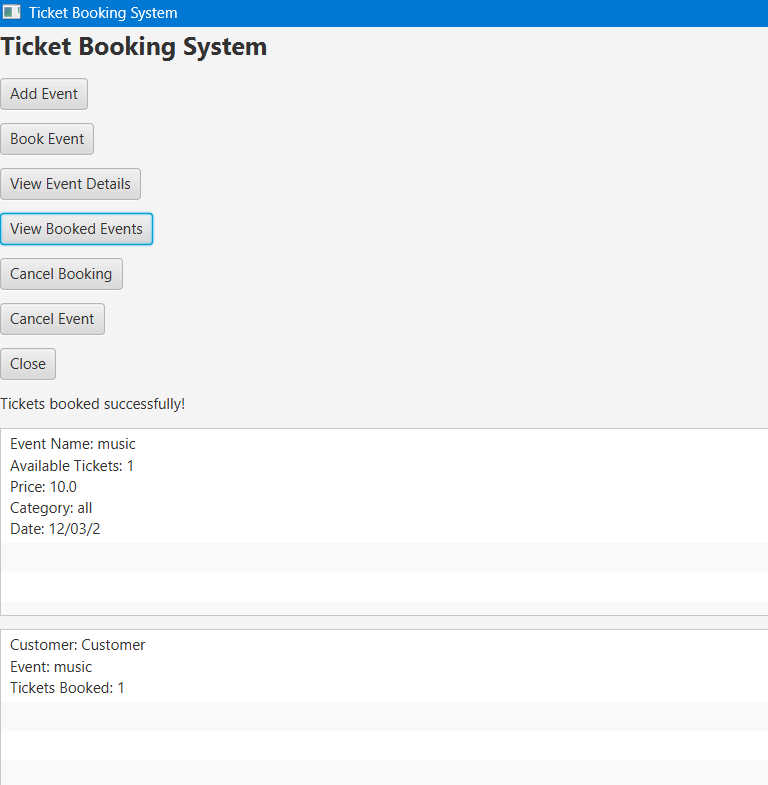 Ticket Booking System
Ticket Booking System
Add Event
Book Event
View Event Details
View Booked Events
Cancel Booking
Cancel Event
Close
Tickets booked successfully!
Event Name: music
Available Tickets: 1
Price: 10.0
Category: all
Date: 12/03/2
Customer: Customer
Event: music
Tickets Booked: 1